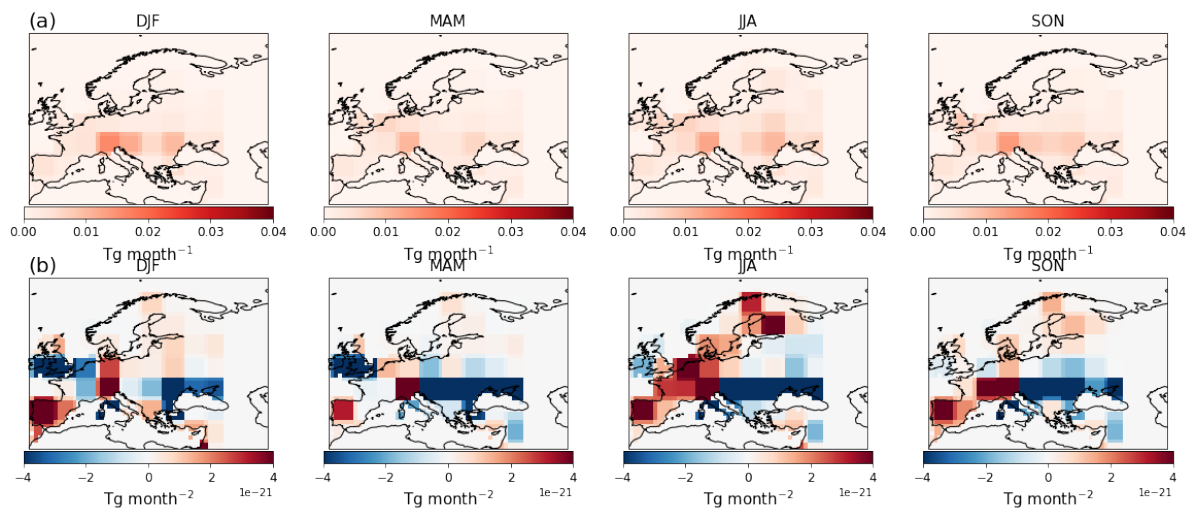 (a) DJF MAM JJA SON
0.00 0.01 0.02 0.03 0.04 0.00 0.01 0.02 0.03 0.04 0.00 0.01 0.02 0.03 0.04 0.00 0.01 0.02 0.03 0.04
Tg month⁻¹ Tg month⁻¹ Tg month⁻¹ Tg month⁻¹
(b) DJF MAM JJA SON
−4 −2 0 2 4 −4 −2 0 2 4 −4 −2 0 2 4 −4 −2 0 2 4
1e−21 1e−21 1e−21 1e−21
Tg month⁻² Tg month⁻² Tg month⁻² Tg month⁻²